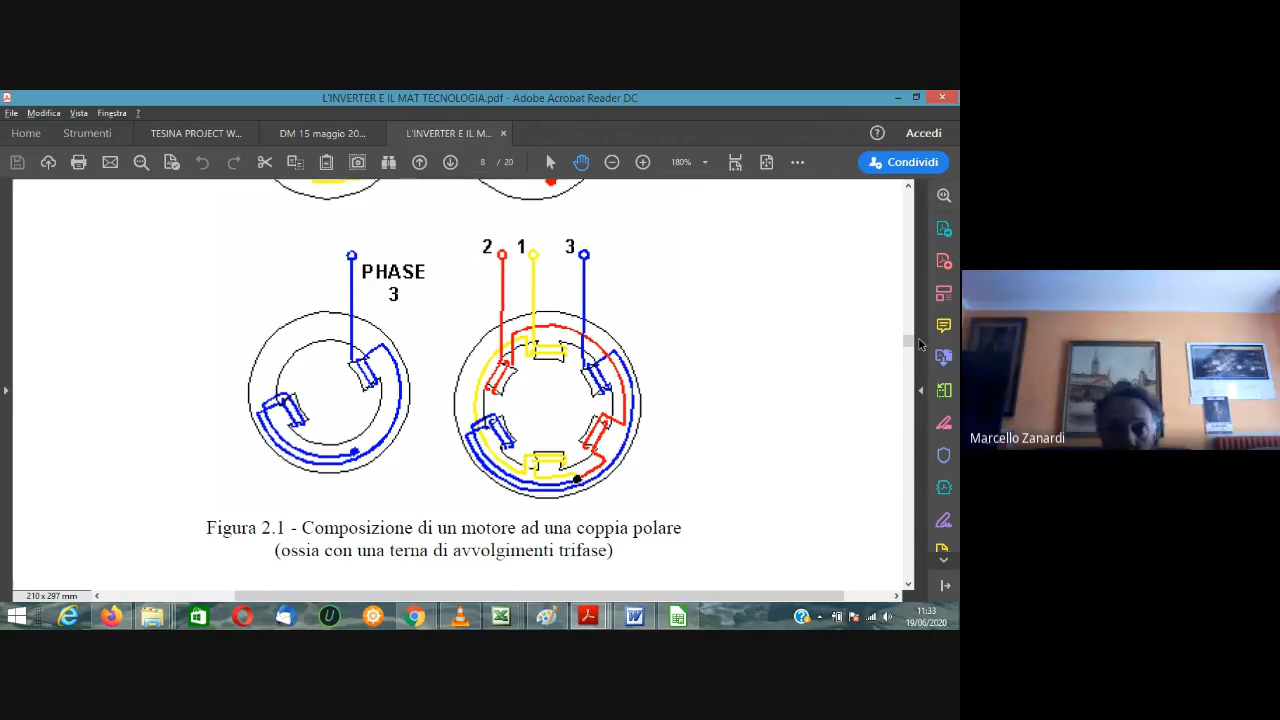 L'INVERTER E IL MAT TECNOLOGIA.pdf - Adobe Acrobat Reader DC
File Modifica Vista Finestra ?
Home Strumenti TESINA PROJECT W... DM 15 maggio 20... L'INVERTER E IL M... × ? Accedi
8 / 20 180% Condividi
2 1 3
PHASE
3
Marcello Zanardi
Figura 2.1 - Composizione di un motore ad una coppia polare
(ossia con una terna di avvolgimenti trifase)
210 x 297 mm
11:33
19/06/2020